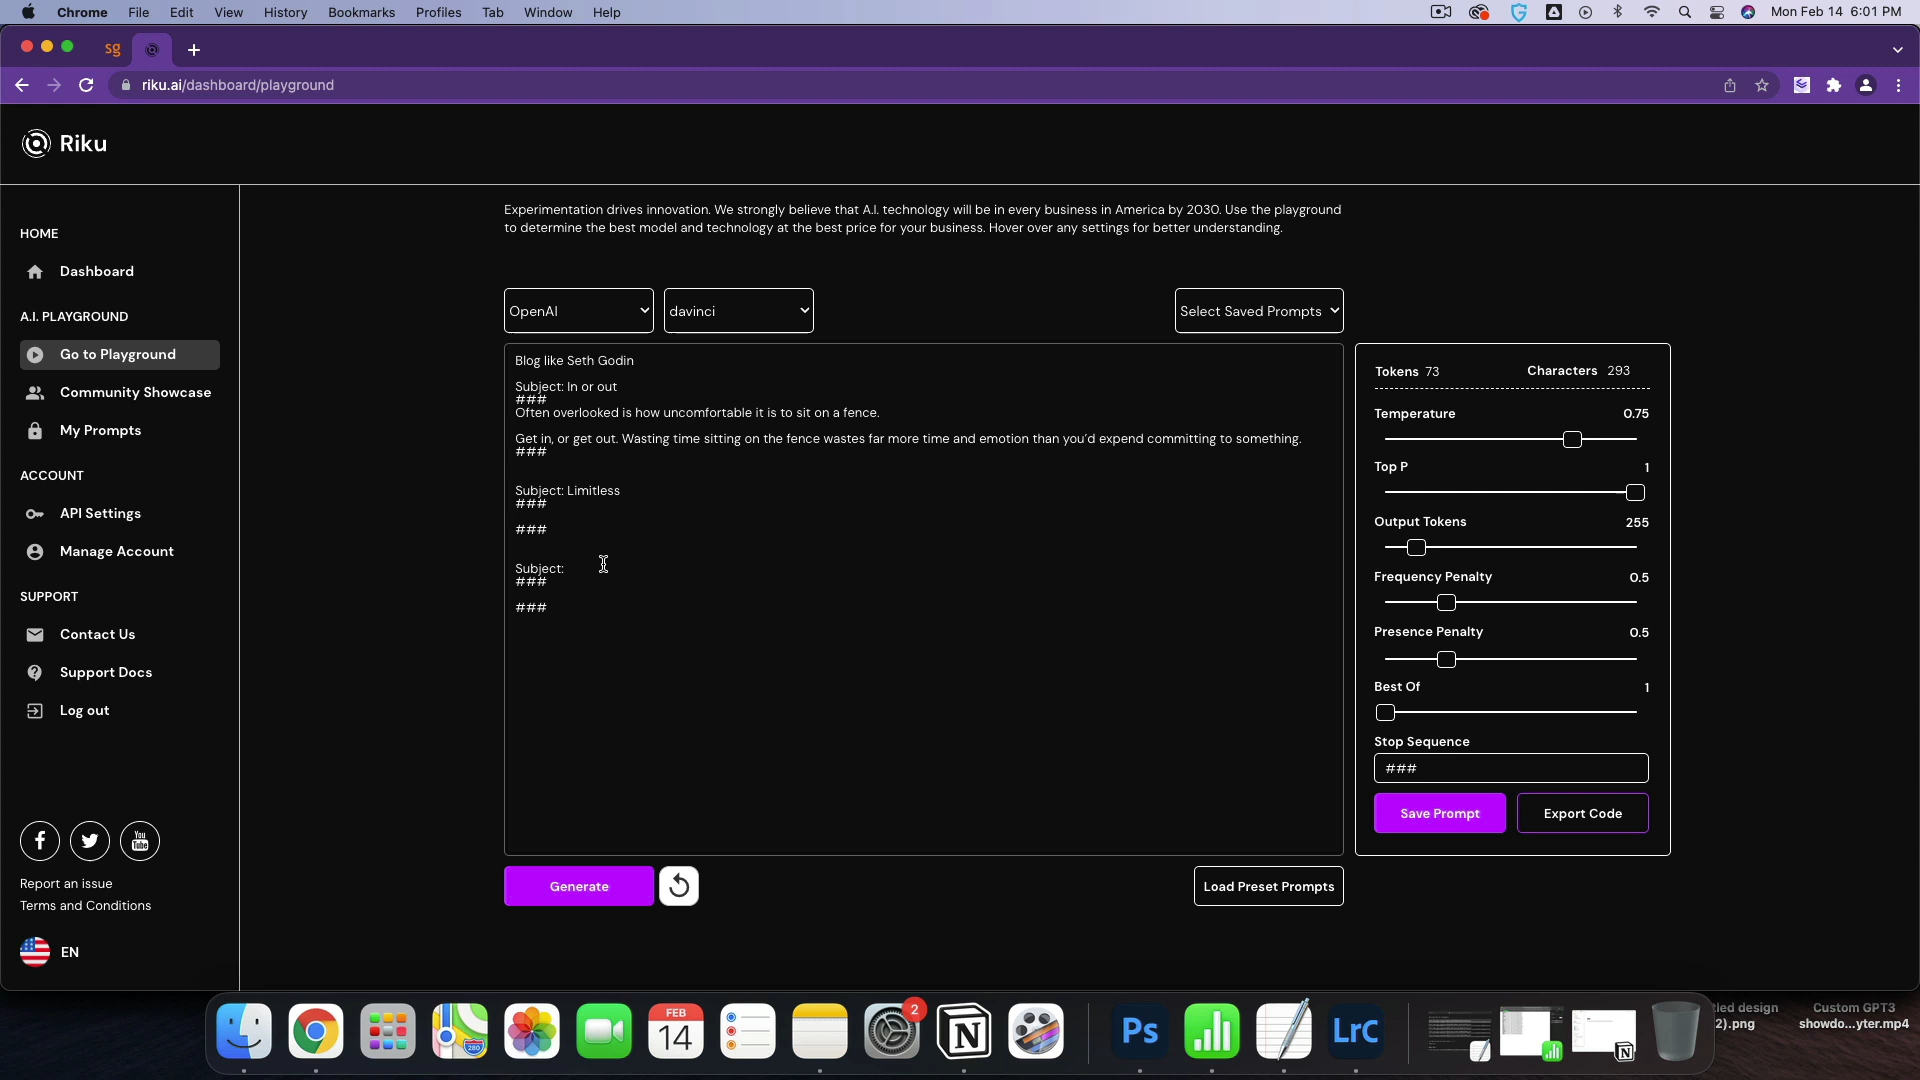 Chrome File Edit View History Bookmarks Profiles Tab Window Help
Mon Feb 14 6:01 PM
sg
riku.ai/dashboard/playground
Riku
HOME
Dashboard
A.I. PLAYGROUND
Go to Playground
Community Showcase
My Prompts
ACCOUNT
API Settings
Manage Account
SUPPORT
Contact Us
Support Docs
Log out
You
Tube
Report an issue
Terms and Conditions
EN
Experimentation drives innovation. We strongly believe that A.I. technology will be in every business in America by 2030. Use the playground
to determine the best model and technology at the best price for your business. Hover over any settings for better understanding.
OpenAI
davinci
Select Saved Prompts
Blog like Seth Godin
Subject: In or out
###
Often overlooked is how uncomfortable it is to sit on a fence.
Get in, or get out. Wasting time sitting on the fence wastes far more time and emotion than you'd expend committing to something.
###
Subject: Limitless
###
###
Subject:
###
###
Tokens 73
Characters 293
Temperature 0.75
Top P 1
Output Tokens 255
Frequency Penalty 0.5
Presence Penalty 0.5
Best Of 1
Stop Sequence
###
Save Prompt
Export Code
Generate
Load Preset Prompts
280
FEB
14
2
Ps
LrC
tled design
2).png
Custom GPT3
showdo...yter.mp4